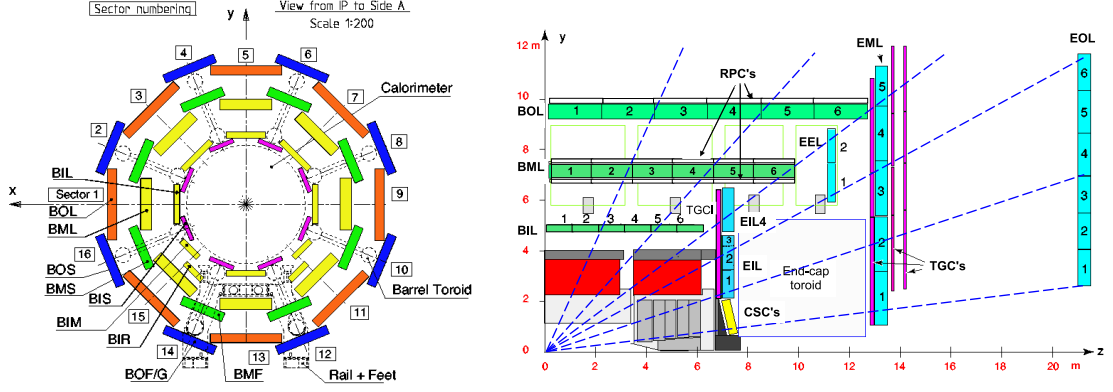 Sector numbering
y
View from IP to Side A
Scale 1:200
5
4
6
3
7
Calorimeter
2
8
BIL
x
Sector 1
9
BOL
BML
16
BOS
10
BMS
Barrel Toroid
BIS
BIM
15
11
BIR
14
13
12
BOF/G
BMF
Rail + Feet
12 m
y
EML
EOL
RPC's
6
5
10
BOL
1 2 3 4 5 6
5
4
EEL
2
8
4
BML
1 2 3 4 5 6
1
3
3
6
TGCI
EIL4
BIL
1 2 3 4 5 6
4
3
2
EIL
2
End-cap
toroid
2
TGC's
1
2
1
CSC's
1
0
z
0 2 4 6 8 10 12 14 16 18 20
m